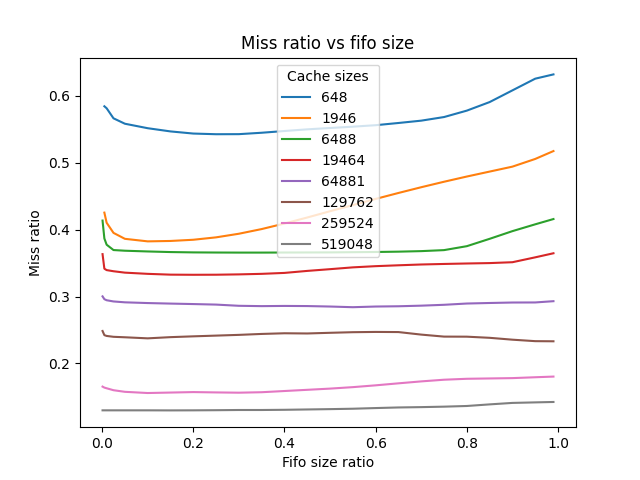 Miss ratio vs fifo size
Cache sizes
648
1946
6488
19464
64881
129762
259524
519048
0.6
0.5
0.4
0.3
0.2
Miss ratio
0.0 0.2 0.4 0.6 0.8 1.0
Fifo size ratio